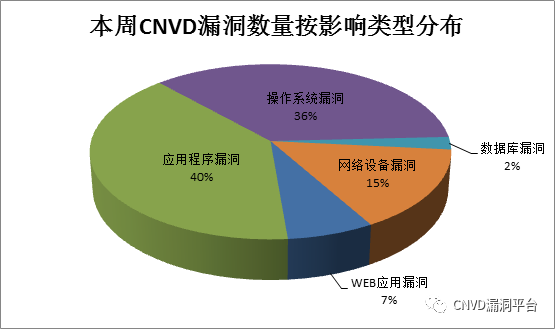 本周CNVD漏洞数量按影响类型分布
操作系统漏洞
36%
数据库漏洞
2%
应用程序漏洞
40%
网络设备漏洞
15%
WEB应用漏洞
7%
CNVD漏洞平台